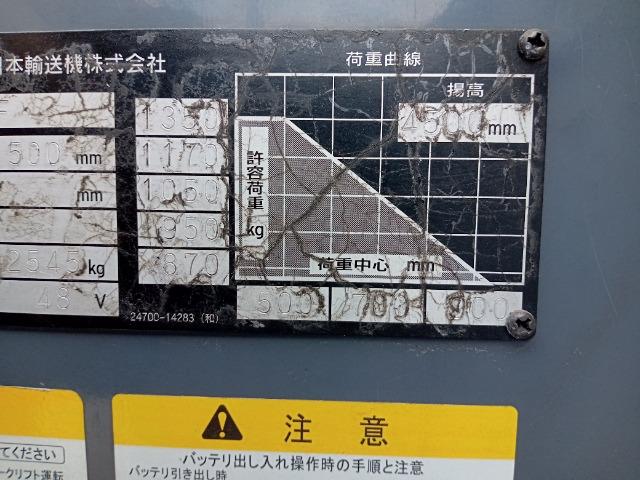 本輸送機株式会社
荷重曲線
揚高
4500mm
1350
500 mm
1170
許容荷重
mm
1050
950
kg
2545 kg
870
荷重中心 mm
48 V
500 700 900
24700-14283 (和)
注意
てください
ークリフト運転
バッテリ出し入れ操作時の手順と注意
バッテリ引き出し時